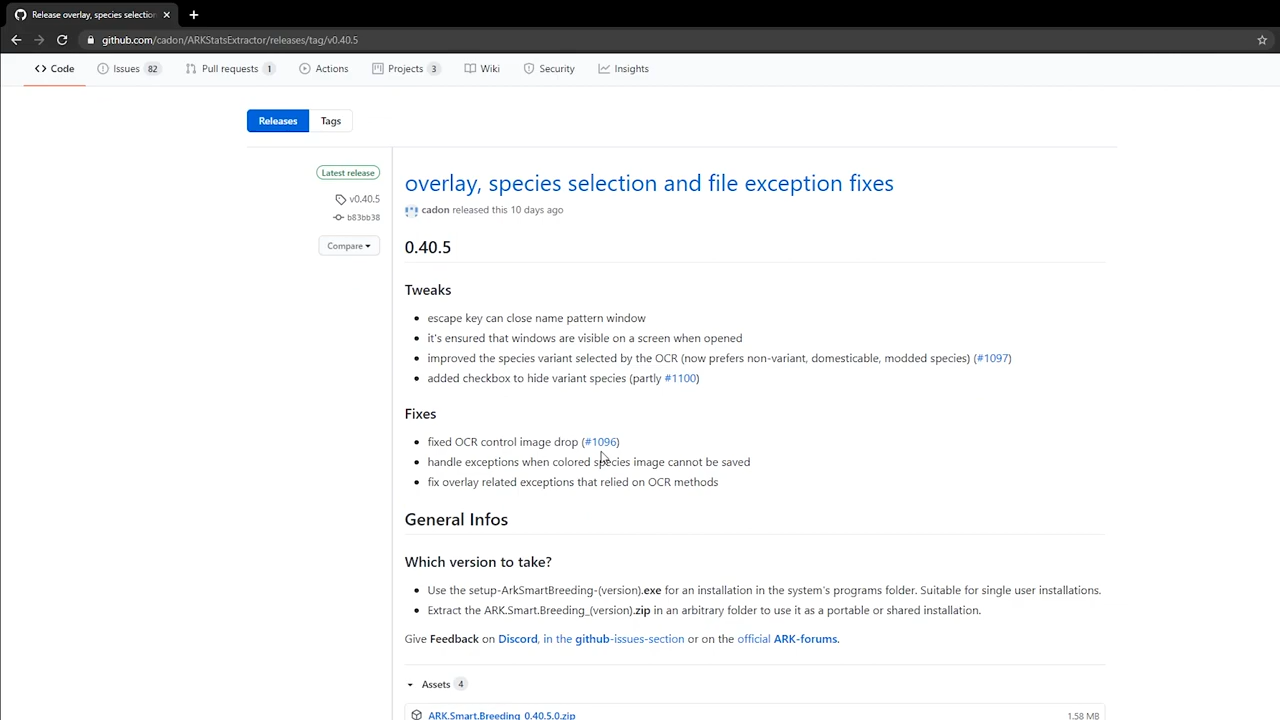 Release overlay, species selection
github.com/cadon/ARKStatsExtractor/releases/tag/v0.40.5
Code
Issues 82
Pull requests 1
Actions
Projects 3
Wiki
Security
Insights
Releases
Tags
Latest release
v0.40.5
b83bb38
Compare
overlay, species selection and file exception fixes
cadon released this 10 days ago
0.40.5
Tweaks
escape key can close name pattern window
it's ensured that windows are visible on a screen when opened
improved the species variant selected by the OCR (now prefers non-variant, domesticable, modded species) (#1097)
added checkbox to hide variant species (partly #1100)
Fixes
fixed OCR control image drop (#1096)
handle exceptions when colored species image cannot be saved
fix overlay related exceptions that relied on OCR methods
General Infos
Which version to take?
Use the setup-ArkSmartBreeding-(version).exe for an installation in the system's programs folder. Suitable for single user installations.
Extract the ARK.Smart.Breeding_(version).zip in an arbitrary folder to use it as a portable or shared installation.
Give Feedback on Discord, in the github-issues-section or on the official ARK-forums.
Assets 4
ARK.Smart.Breeding_0.40.5.0.zip
1.58 MB